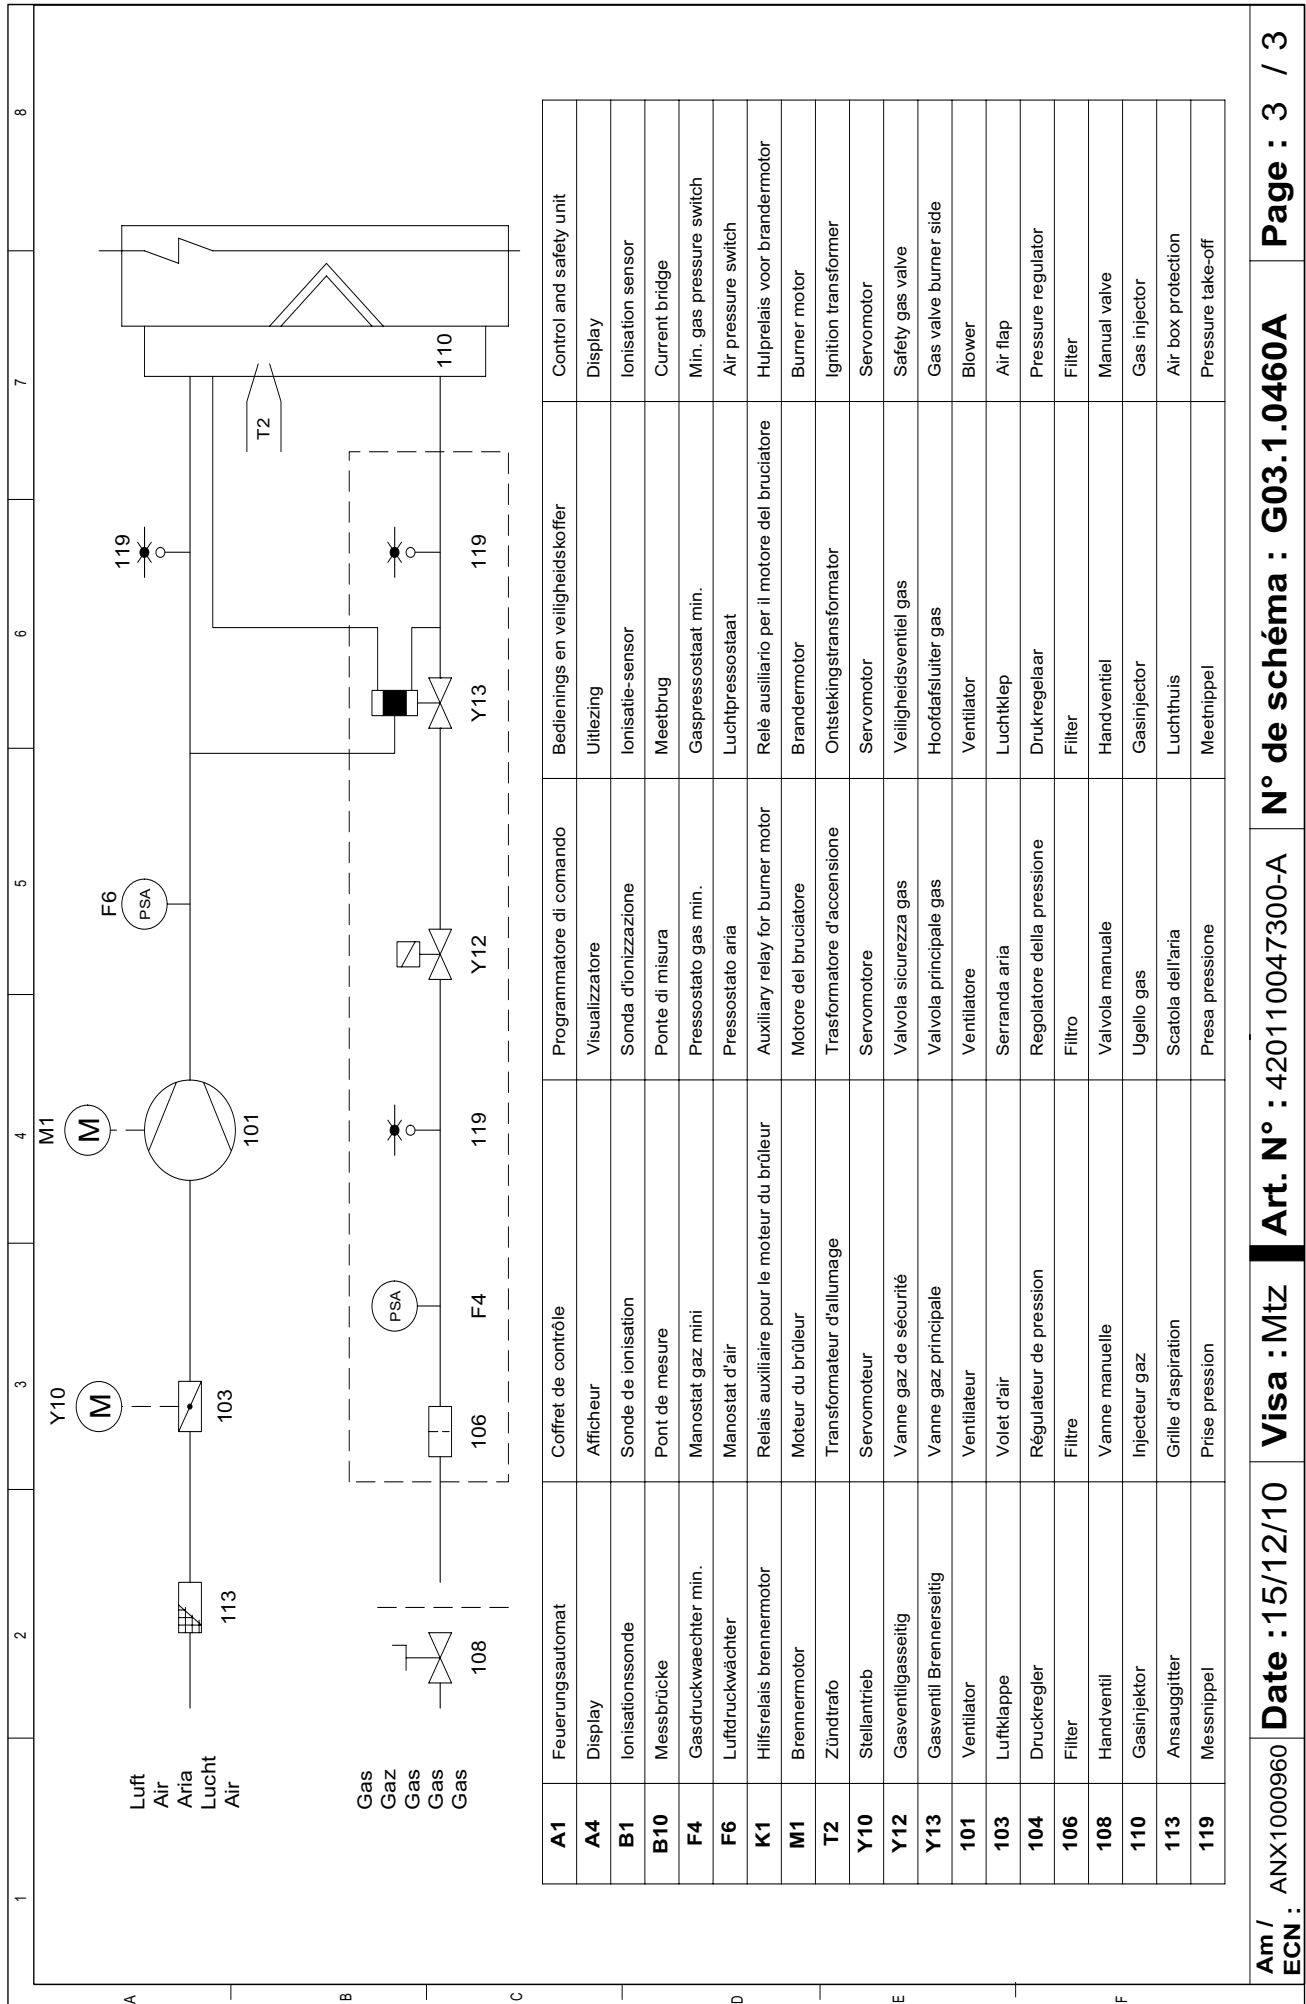 1 2 3 4 5 6 7 8
A
B
C
D
E
F
Luft
Air
Aria
Lucht
Air
113
Y10
M
103
M1
M
101
F6
PSA
119
T2
110
Gas
Gaz
Gas
Gas
Gas
108
106
PSA
F4
119
Y12
Y13
119
A1 Feuerungsautomat Coffret de contrôle Programmatore di comando Bedienings en veiligheidskoffer Control and safety unit
A4 Display Afficheur Visualizzatore Uitlezing Display
B1 Ionisationssonde Sonde de ionisation Sonda d'ionizzazione Ionisatie-sensor Ionisation sensor
B10 Messbrücke Pont de mesure Ponte di misura Meetbrug Current bridge
F4 Gasdruckwaechter min. Manostat gaz mini Pressostato gas min. Gaspressostaat min. Min. gas pressure switch
F6 Luftdruckwächter Manostat d'air Pressostato aria Luchtpressostaat Air pressure switch
K1 Hilfsrelais brennermotor Relais auxiliaire pour le moteur du brûleur Auxiliary relay for burner motor Relè ausiliario per il motore del bruciatore Hulprelais voor brandermotor
M1 Brennermotor Moteur du brûleur Motore del bruciatore Brandermotor Burner motor
T2 Zündtrafo Transformateur d'allumage Trasformatore d'accensione Ontstekingstransformator Ignition transformer
Y10 Stellantrieb Servomoteur Servomotore Servomotor Servomotor
Y12 Gasventilgasseitig Vanne gaz de sécurité Valvola sicurezza gas Veiligheidsventiel gas Safety gas valve
Y13 Gasventil Brennerseitig Vanne gaz principale Valvola principale gas Hoofdafsluiter gas Gas valve burner side
101 Ventilator Ventilateur Ventilatore Ventilator Blower
103 Luftklappe Volet d'air Serranda aria Luchtklep Air flap
104 Druckregler Régulateur de pression Regolatore della pressione Drukregelaar Pressure regulator
106 Filter Filtre Filtro Filter Filter
108 Handventil Vanne manuelle Valvola manuale Handventiel Manual valve
110 Gasinjektor Injecteur gaz Ugello gas Gasinjector Gas injector
113 Ansauggitter Grille d'aspiration Scatola dell'aria Luchthuis Air box protection
119 Messnippel Prise pression Presa pressione Meetnippel Pressure take-off
Am / ECN : ANX1000960 Date :15/12/10 Visa :Mtz Art. N° : 420110047300-A N° de schéma : G03.1.0460A Page : 3 / 3